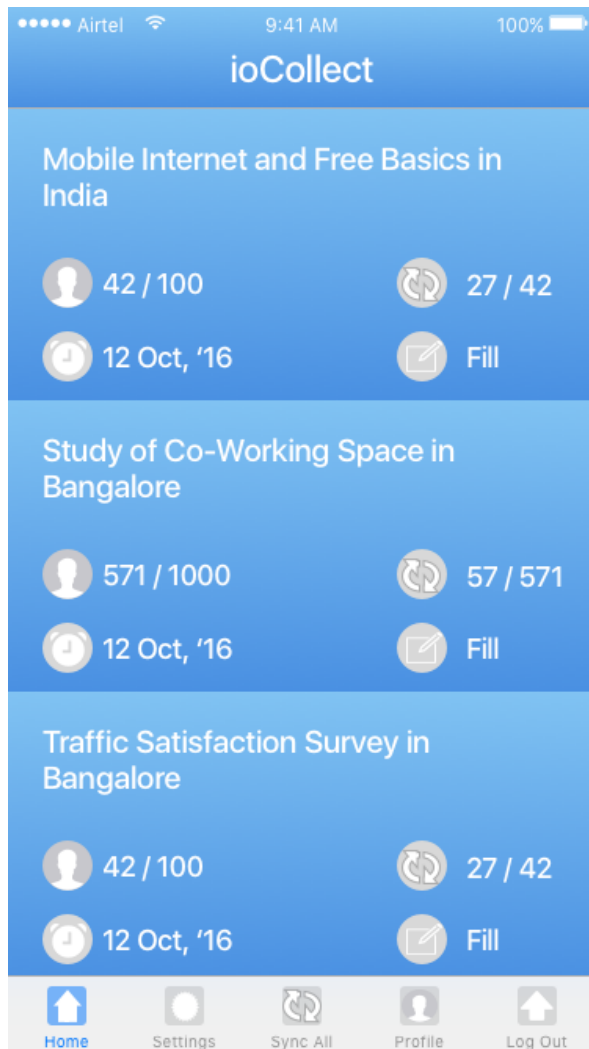 Airtel 9:41 AM 100%
ioCollect
Mobile Internet and Free Basics in
India
42 / 100 27 / 42
12 Oct, ‘16 Fill
Study of Co-Working Space in
Bangalore
571 / 1000 57 / 571
12 Oct, ‘16 Fill
Traffic Satisfaction Survey in
Bangalore
42 / 100 27 / 42
12 Oct, ‘16 Fill
Home Settings Sync All Profile Log Out